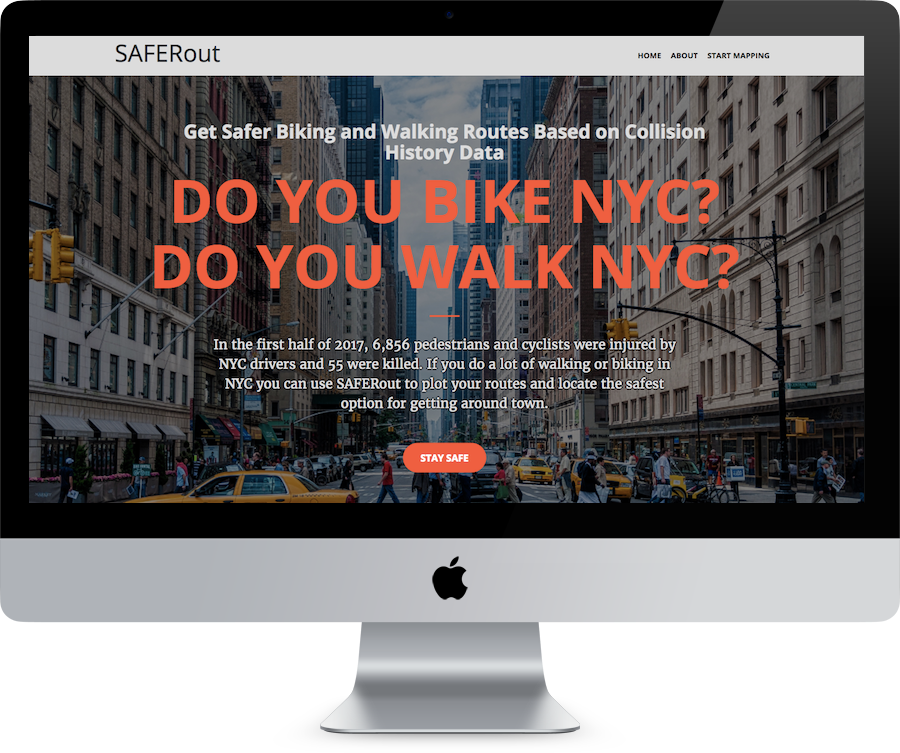 SAFERout
HOME ABOUT START MAPPING
Get Safer Biking and Walking Routes Based on Collision
History Data
DO YOU BIKE NYC?
DO YOU WALK NYC?
In the first half of 2017, 6,856 pedestrians and cyclists were injured by
NYC drivers and 55 were killed. If you do a lot of walking or biking in
NYC you can use SAFERout to plot your routes and locate the safest
option for getting around town.
STAY SAFE